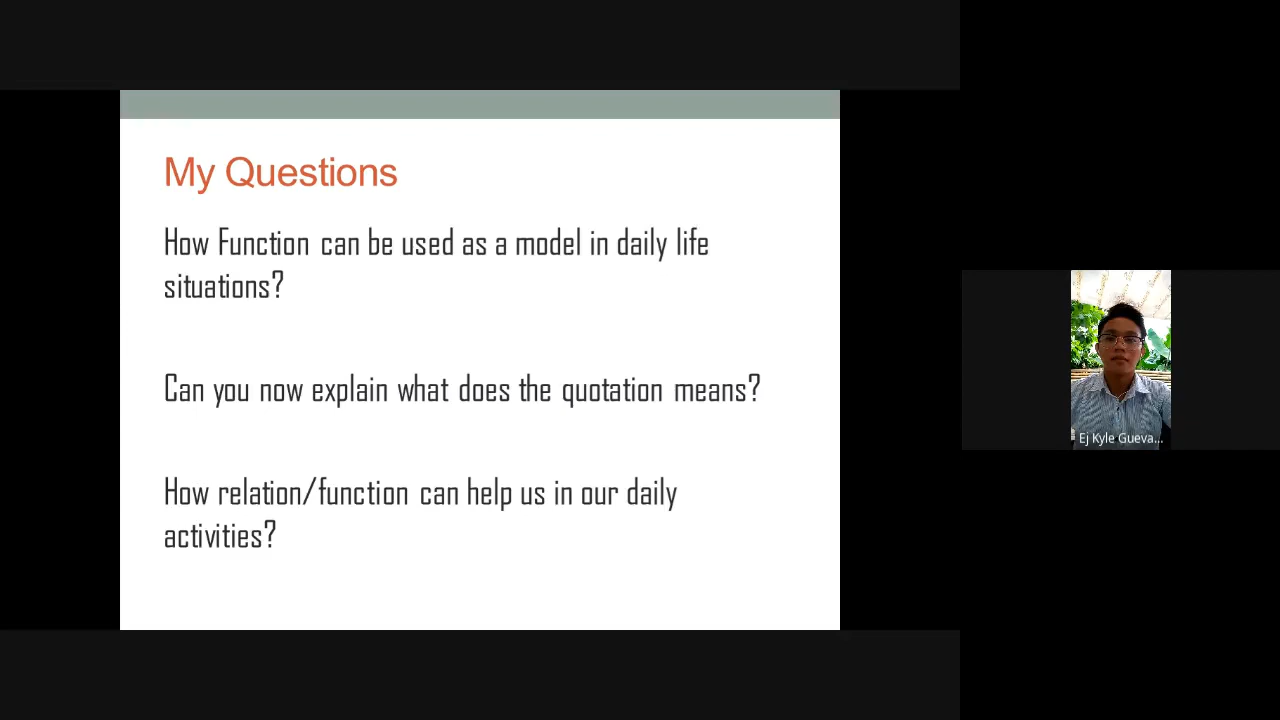 My Questions
How Function can be used as a model in daily life
situations?
Can you now explain what does the quotation means?
How relation/function can help us in our daily
activities?
Ej Kyle Gueva...